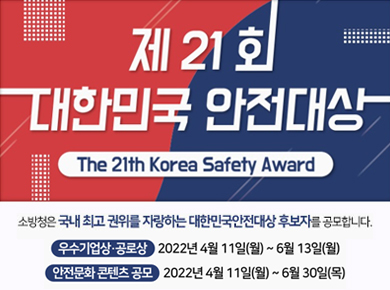 제 21 회
대한민국 안전대상
The 21th Korea Safety Award
소방청은 국내 최고 권위를 자랑하는 대한민국안전대상 후보자를 공모합니다.
우수기업상·공로상 2022년 4월 11일(월) ~ 6월 13일(월)
안전문화 콘텐츠 공모 2022년 4월 11일(월) ~ 6월 30일(목)